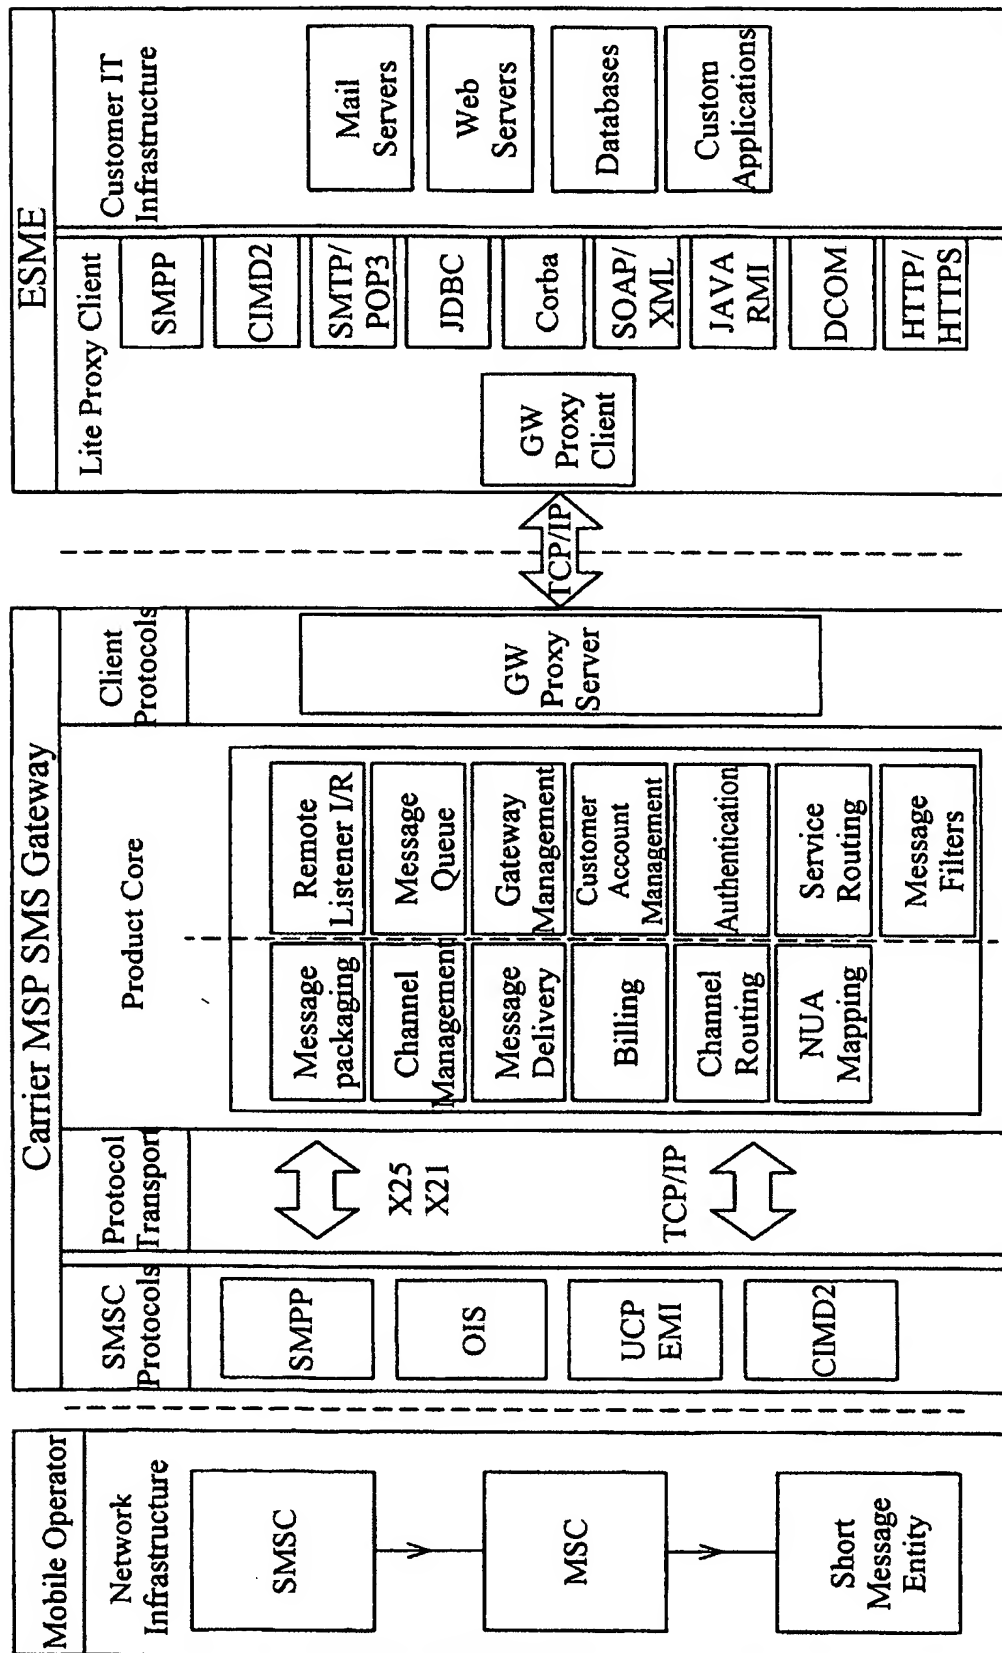 Mobile Operator
Network
Infrastructure
SMSC
MSC
Short
Message
Entity
Carrier MSP SMS Gateway
SMSC
Protocols
SMPP
OIS
UCP
EMI
CIMD2
Protocol
Transport
X25
X21
TCP/IP
Product Core
Message
packaging
Channel
Management
Message
Delivery
Billing
Channel
Routing
NUA
Mapping
Remote
Listener I/R
Message
Queue
Gateway
Management
Customer
Account
Management
Authentication
Service
Routing
Message
Filters
Client
Protocols
GW
Proxy
Server
TCP/IP
ESME
Lite Proxy Client
GW
Proxy
Client
SMPP
CIMD2
SMTP/
POP3
JDBC
Corba
SOAP/
XML
JAVA
RMI
DCOM
HTTP/
HTTPS
Customer IT
Infrastructure
Mail
Servers
Web
Servers
Databases
Custom
Applications